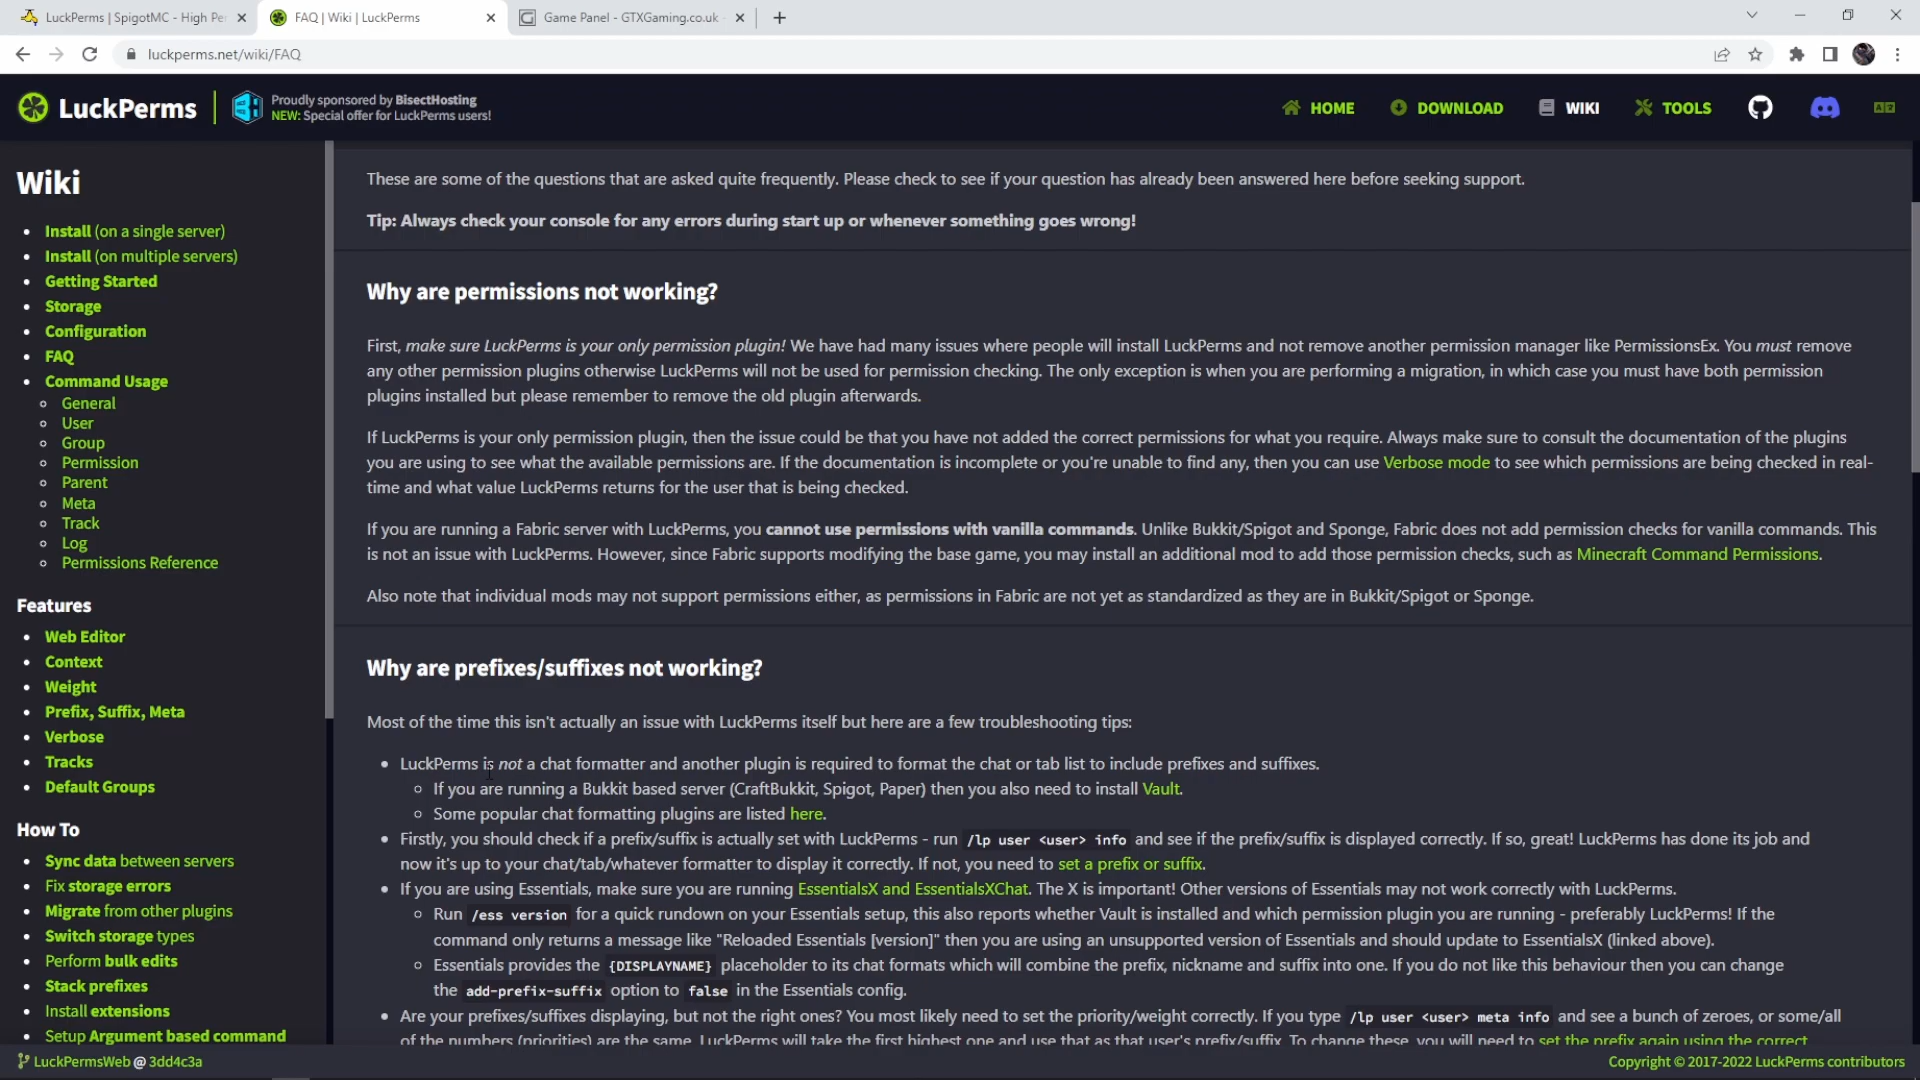 LuckPerms | SpigotMC - High Per
FAQ | Wiki | LuckPerms
Game Panel - GTXGaming.co.uk
luckperms.net/wiki/FAQ
LuckPerms
Proudly sponsored by BisectHosting
NEW: Special offer for LuckPerms users!
HOME
DOWNLOAD
WIKI
TOOLS
Wiki
Install (on a single server)
Install (on multiple servers)
Getting Started
Storage
Configuration
FAQ
Command Usage
General
User
Group
Permission
Parent
Meta
Track
Log
Permissions Reference
Features
Web Editor
Context
Weight
Prefix, Suffix, Meta
Verbose
Tracks
Default Groups
How To
Sync data between servers
Fix storage errors
Migrate from other plugins
Switch storage types
Perform bulk edits
Stack prefixes
Install extensions
Setup Argument based command
These are some of the questions that are asked quite frequently. Please check to see if your question has already been answered here before seeking support.
Tip: Always check your console for any errors during start up or whenever something goes wrong!
Why are permissions not working?
First, make sure LuckPerms is your only permission plugin! We have had many issues where people will install LuckPerms and not remove another permission manager like PermissionsEx. You must remove
any other permission plugins otherwise LuckPerms will not be used for permission checking. The only exception is when you are performing a migration, in which case you must have both permission
plugins installed but please remember to remove the old plugin afterwards.
If LuckPerms is your only permission plugin, then the issue could be that you have not added the correct permissions for what you require. Always make sure to consult the documentation of the plugins
you are using to see what the available permissions are. If the documentation is incomplete or you're unable to find any, then you can use Verbose mode to see which permissions are being checked in real-
time and what value LuckPerms returns for the user that is being checked.
If you are running a Fabric server with LuckPerms, you cannot use permissions with vanilla commands. Unlike Bukkit/Spigot and Sponge, Fabric does not add permission checks for vanilla commands. This
is not an issue with LuckPerms. However, since Fabric supports modifying the base game, you may install an additional mod to add those permission checks, such as Minecraft Command Permissions.
Also note that individual mods may not support permissions either, as permissions in Fabric are not yet as standardized as they are in Bukkit/Spigot or Sponge.
Why are prefixes/suffixes not working?
Most of the time this isn't actually an issue with LuckPerms itself but here are a few troubleshooting tips:
LuckPerms is not a chat formatter and another plugin is required to format the chat or tab list to include prefixes and suffixes.
If you are running a Bukkit based server (CraftBukkit, Spigot, Paper) then you also need to install Vault.
Some popular chat formatting plugins are listed here.
Firstly, you should check if a prefix/suffix is actually set with LuckPerms - run /lp user <user> info and see if the prefix/suffix is displayed correctly. If so, great! LuckPerms has done its job and
now it's up to your chat/tab/whatever formatter to display it correctly. If not, you need to set a prefix or suffix.
If you are using Essentials, make sure you are running EssentialsX and EssentialsXChat. The X is important! Other versions of Essentials may not work correctly with LuckPerms.
Run /ess version for a quick rundown on your Essentials setup, this also reports whether Vault is installed and which permission plugin you are running - preferably LuckPerms! If the
command only returns a message like "Reloaded Essentials [version]" then you are using an unsupported version of Essentials and should update to EssentialsX (linked above).
Essentials provides the {DISPLAYNAME} placeholder to its chat formats which will combine the prefix, nickname and suffix into one. If you do not like this behaviour then you can change
the add-prefix-suffix option to false in the Essentials config.
Are your prefixes/suffixes displaying, but not the right ones? You most likely need to set the priority/weight correctly. If you type /lp user <user> meta info and see a bunch of zeroes, or some/all
of the numbers (priorities) are the same, LuckPerms will take the first highest one and use that as that user's prefix/suffix. To change these, you will need to set the prefix again using the correct
LuckPermsWeb @ 3dd4c3a
Copyright © 2017-2022 LuckPerms contributors